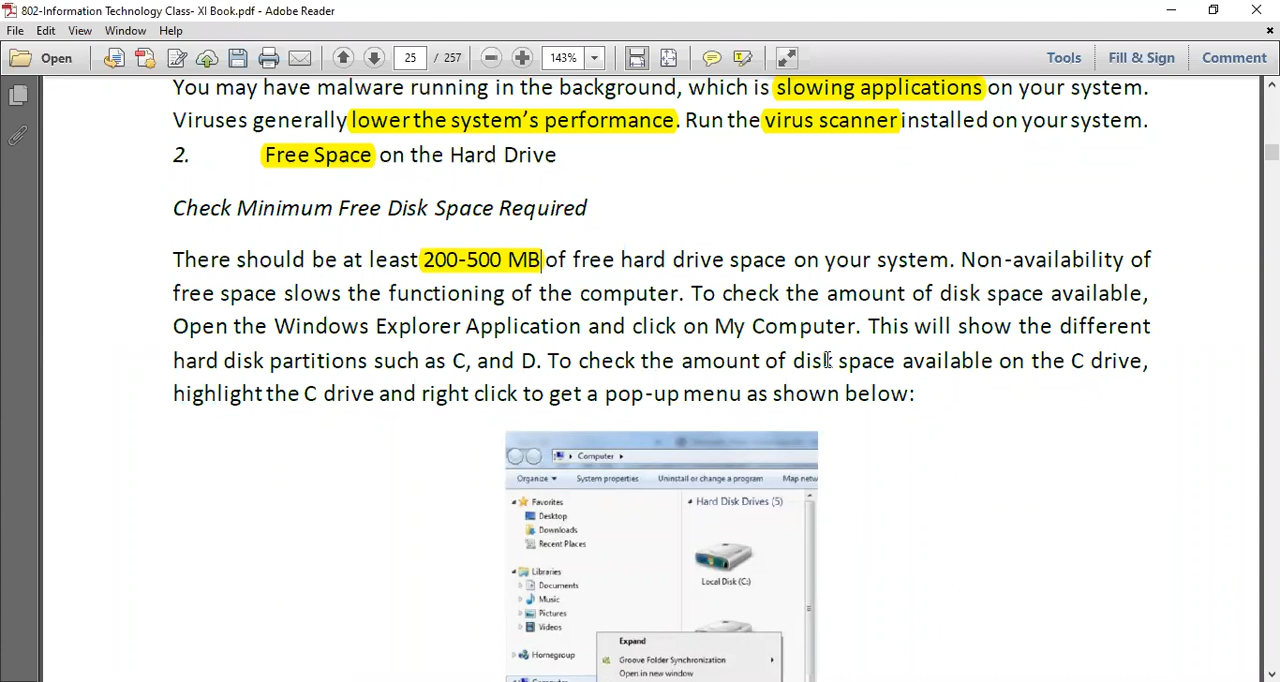 802-Information Technology Class- XI Book.pdf - Adobe Reader
File Edit View Window Help
Open 25 / 257 143% Tools Fill & Sign Comment
You may have malware running in the background, which is slowing applications on your system.
Viruses generally lower the system's performance. Run the virus scanner installed on your system.
2. Free Space on the Hard Drive
Check Minimum Free Disk Space Required
There should be at least 200-500 MB of free hard drive space on your system. Non-availability of
free space slows the functioning of the computer. To check the amount of disk space available,
Open the Windows Explorer Application and click on My Computer. This will show the different
hard disk partitions such as C, and D. To check the amount of disk space available on the C drive,
highlight the C drive and right click to get a pop-up menu as shown below:
Computer
Organize System properties Uninstall or change a program Map netw
Favorites
Hard Disk Drives (5)
Desktop
Downloads
Recent Places
Local Disk (C:)
Libraries
Documents
Music
Pictures
Videos
Expand
Homegroup
Groove Folder Synchronization
Open in new window
Computer